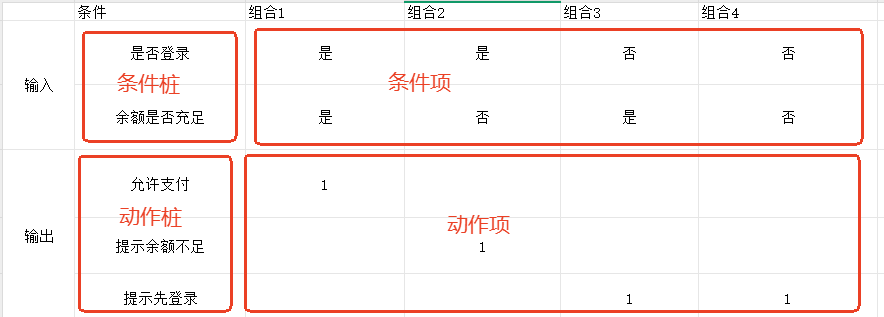 条件 组合1 组合2 组合3 组合4
输入 是否登录 是 是 否 否
条件桩 条件项
余额是否充足 是 否 是 否
输出 允许支付 1
动作桩 动作项
提示余额不足 1
提示先登录 1 1